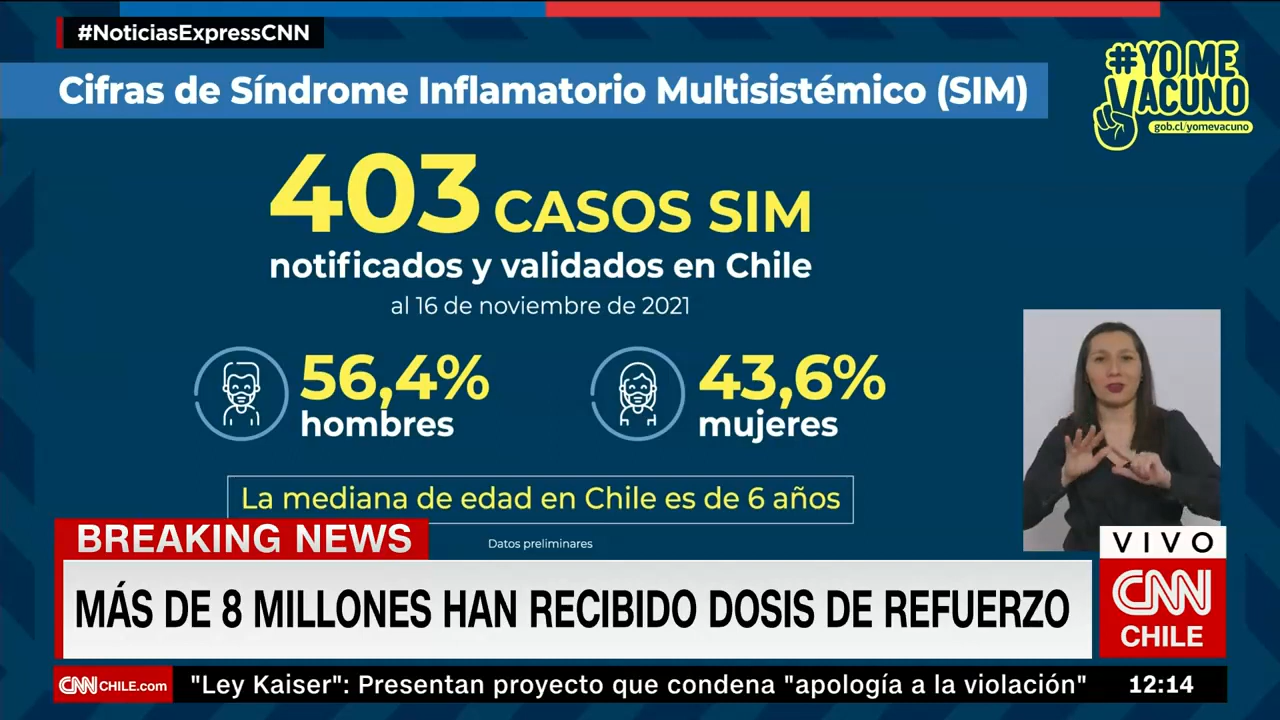 #NoticiasExpressCNN
Cifras de Síndrome Inflamatorio Multisistémico (SIM)
#YO ME
VACUNO
gob.cl/yomevacuno
403 CASOS SIM
notificados y validados en Chile
al 16 de noviembre de 2021
56,4%
hombres
43,6%
mujeres
La mediana de edad en Chile es de 6 años
Datos preliminares
BREAKING NEWS
MÁS DE 8 MILLONES HAN RECIBIDO DOSIS DE REFUERZO
VIVO
CNN
CHILE
CNNCHILE.com
"Ley Kaiser": Presentan proyecto que condena "apología a la violación"
12:14